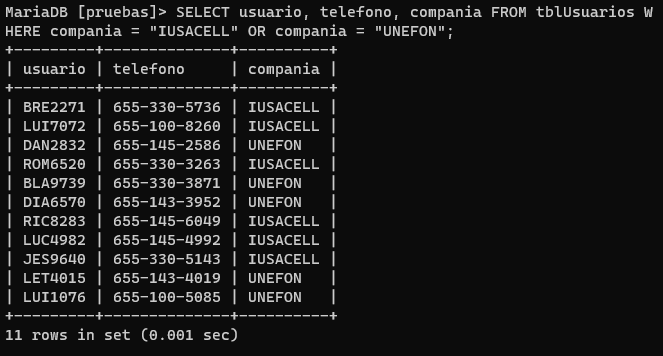 MariaDB [pruebas]> SELECT usuario, telefono, compania FROM tblUsuarios W
HERE compania = "IUSACELL" OR compania = "UNEFON";
+---------+--------------+----------+
| usuario | telefono     | compania |
+---------+--------------+----------+
| BRE2271 | 655-330-5736 | IUSACELL |
| LUI7072 | 655-100-8260 | IUSACELL |
| DAN2832 | 655-145-2586 | UNEFON   |
| ROM6520 | 655-330-3263 | IUSACELL |
| BLA9739 | 655-330-3871 | UNEFON   |
| DIA6570 | 655-143-3952 | UNEFON   |
| RIC8283 | 655-145-6049 | IUSACELL |
| LUC4982 | 655-145-4992 | IUSACELL |
| JES9640 | 655-330-5143 | IUSACELL |
| LET4015 | 655-143-4019 | UNEFON   |
| LUI1076 | 655-100-5085 | UNEFON   |
+---------+--------------+----------+
11 rows in set (0.001 sec)